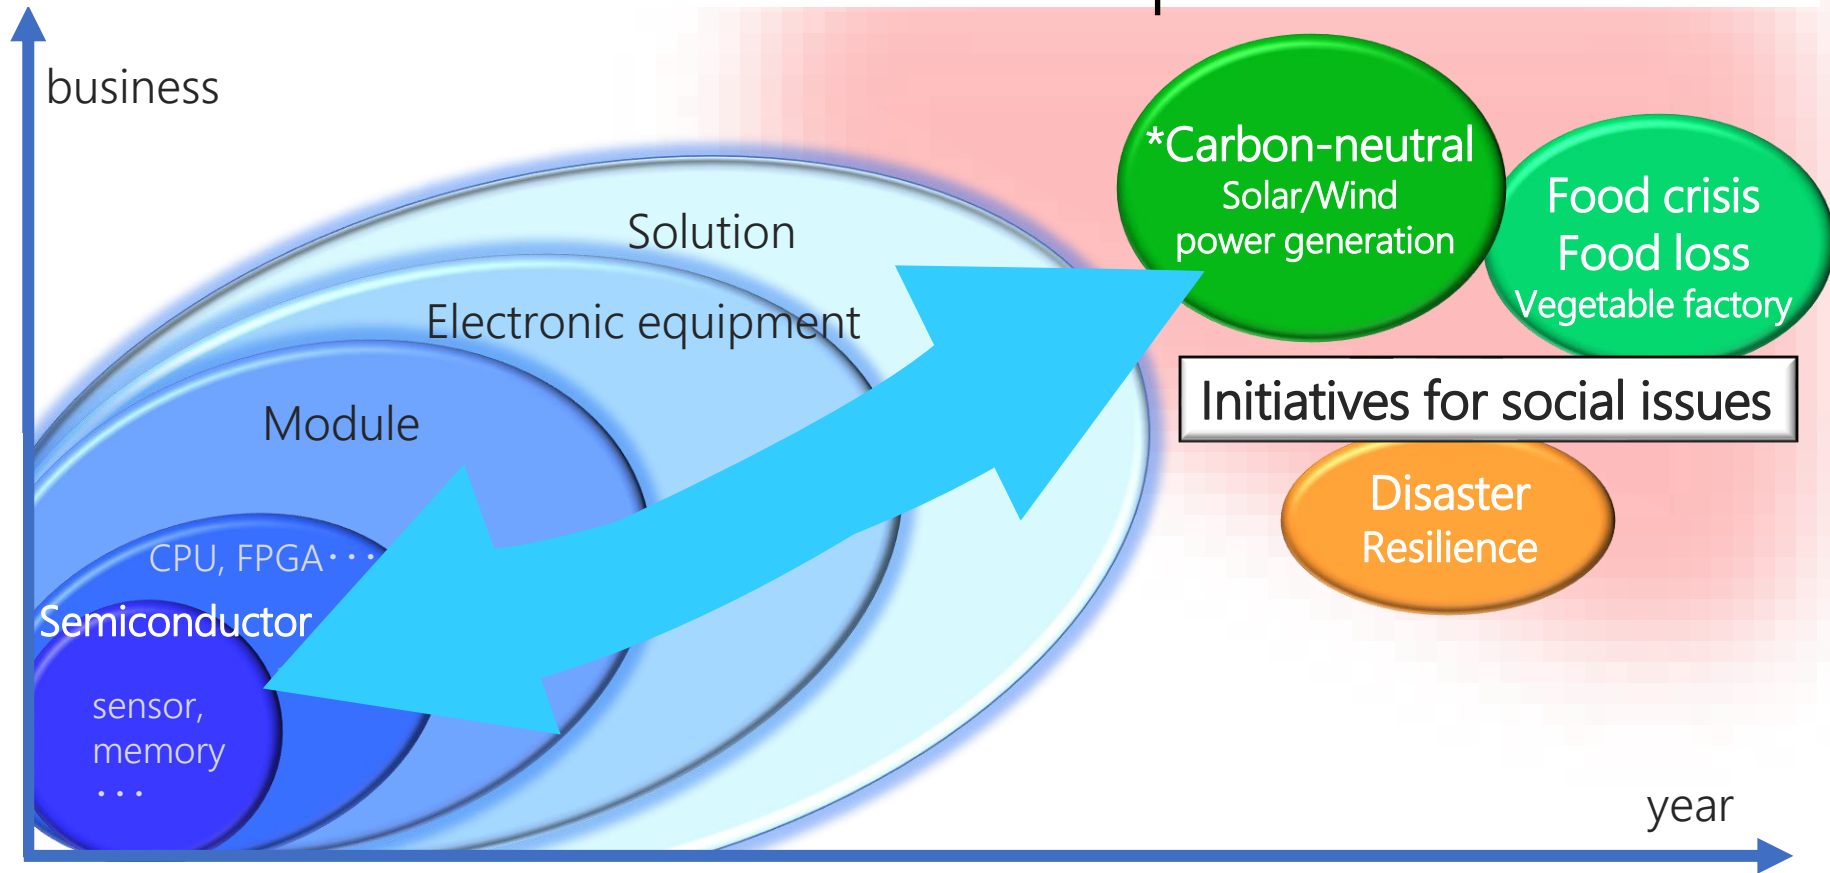 business
*Carbon-neutral
Solar/Wind
power generation
Food crisis
Food loss
Vegetable factory
Solution
Electronic equipment
Initiatives for social issues
Module
Disaster
Resilience
CPU, FPGA･･･
Semiconductor
sensor,
memory
･･･
year